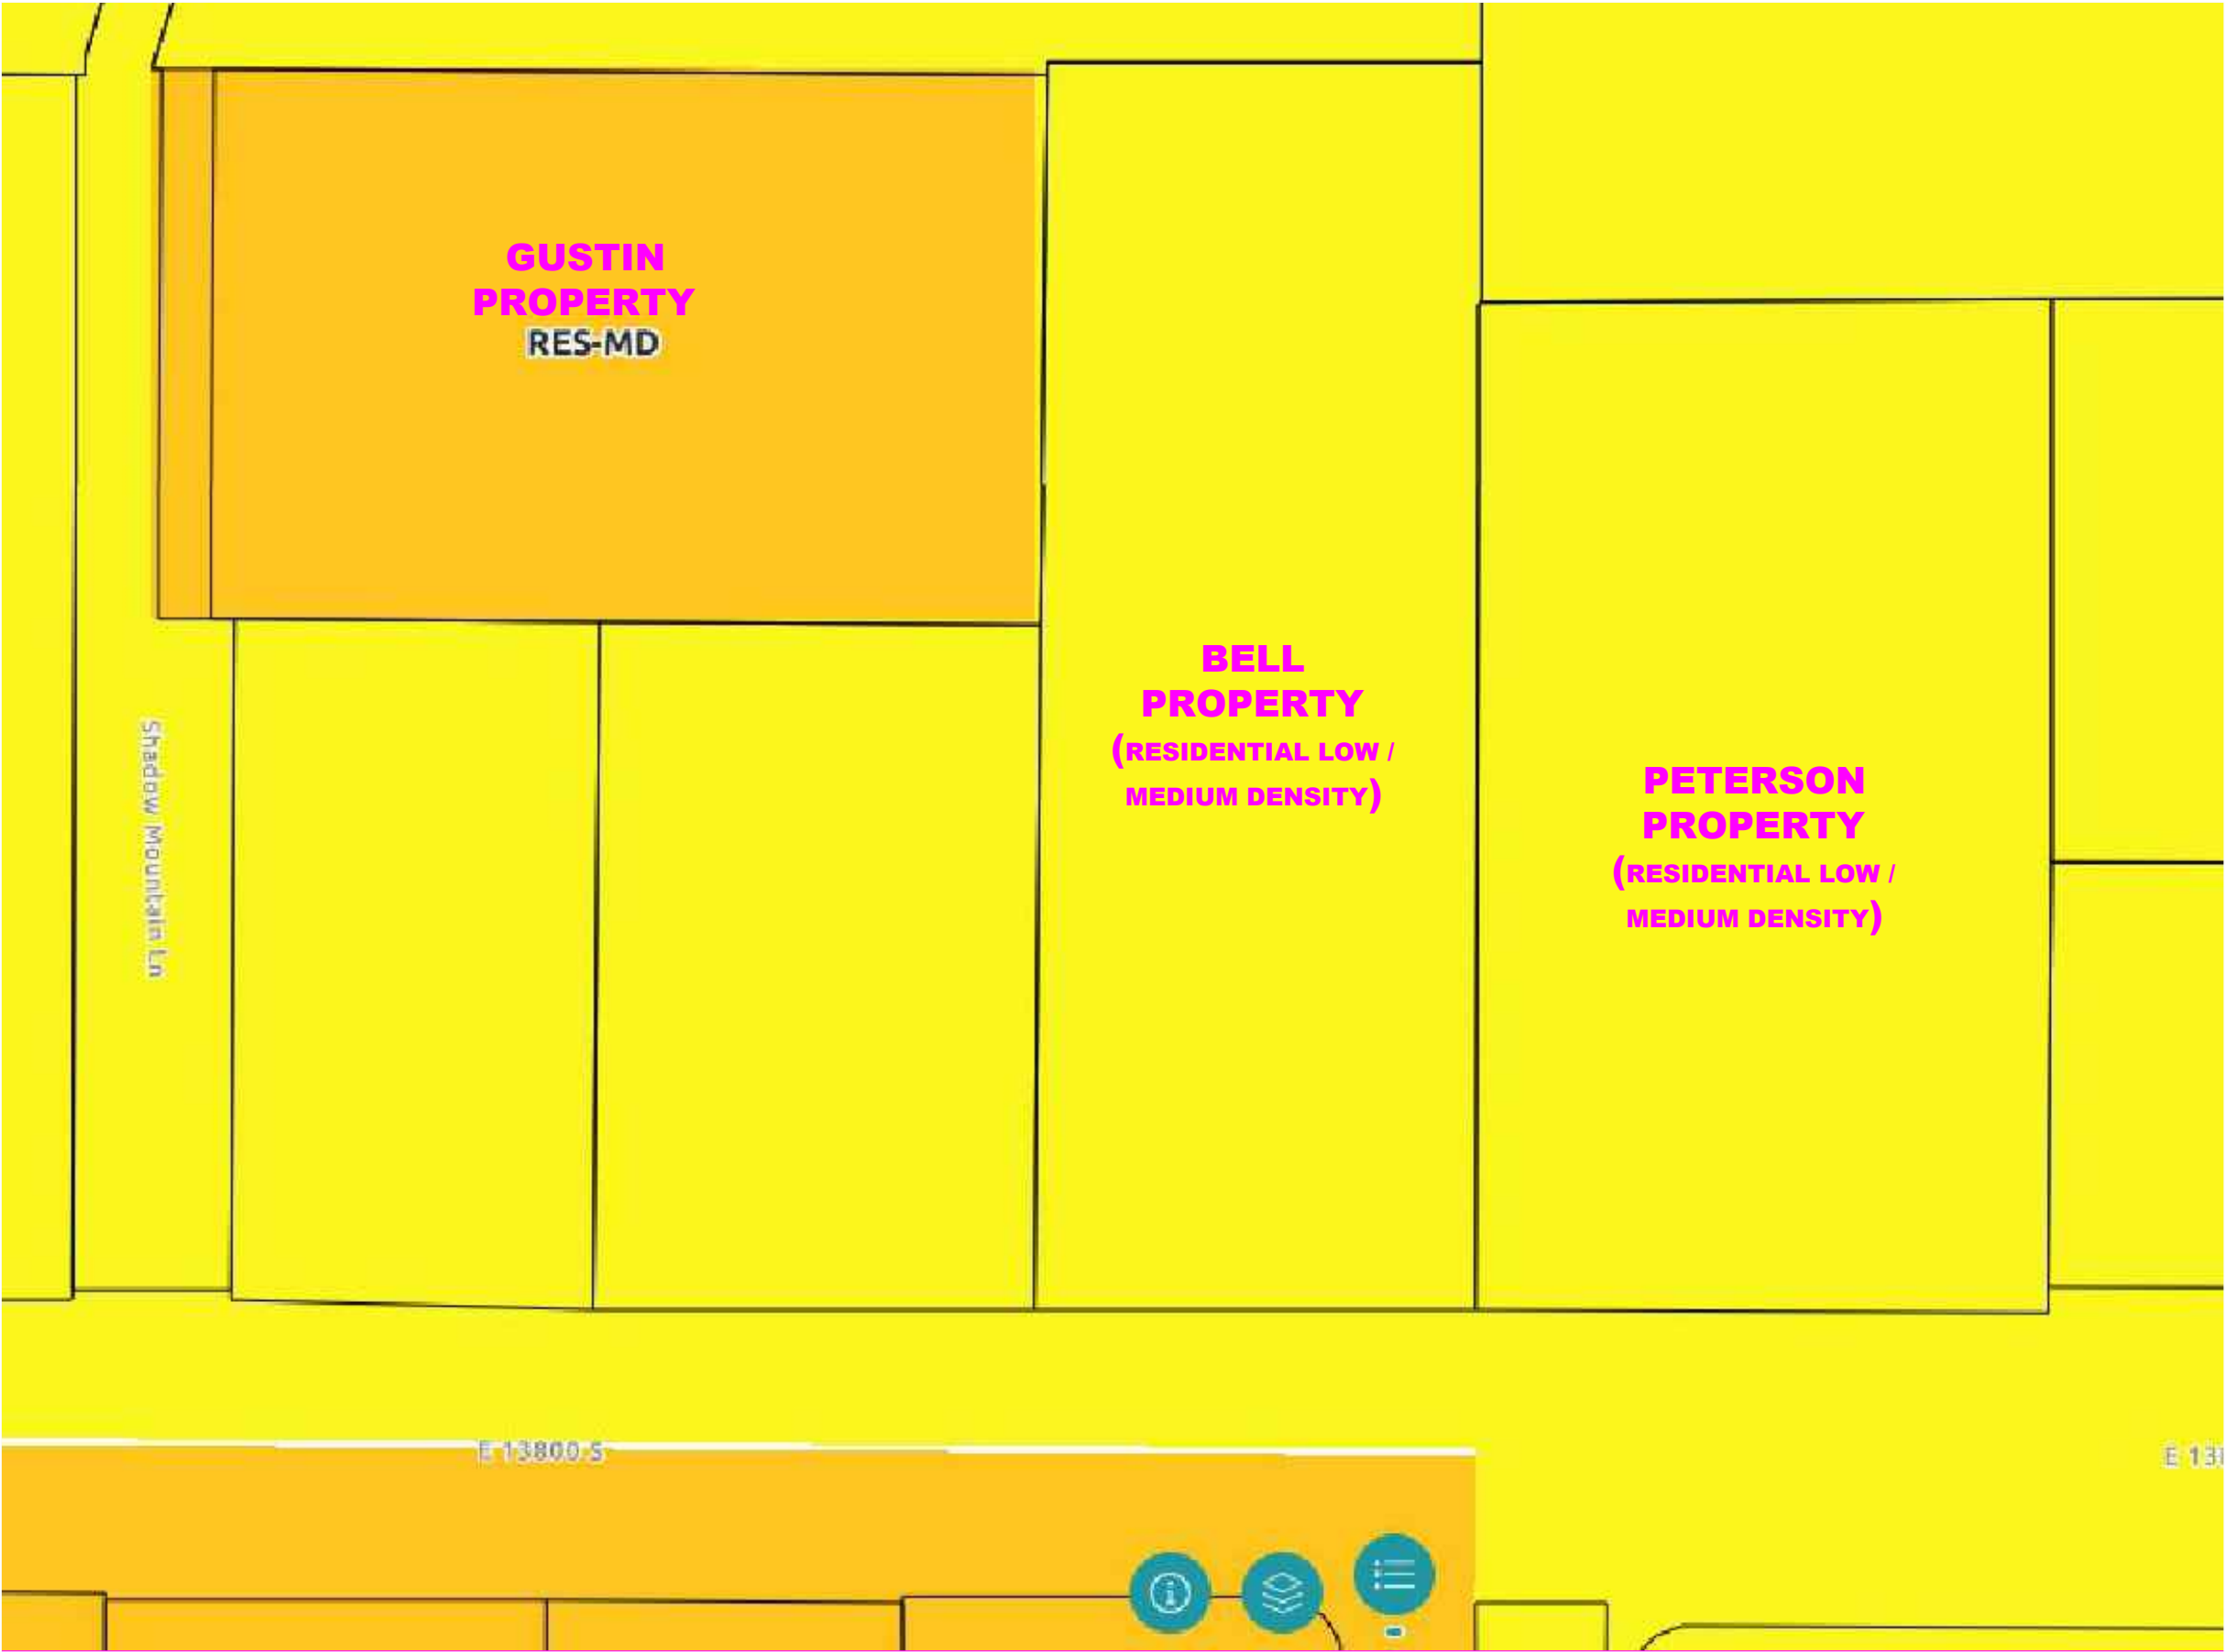 GUSTIN
PROPERTY
RES-MD
BELL
PROPERTY
(RESIDENTIAL LOW /
MEDIUM DENSITY)
PETERSON
PROPERTY
(RESIDENTIAL LOW /
MEDIUM DENSITY)
Shadow Mountain Ln
E 13800 S
E 13